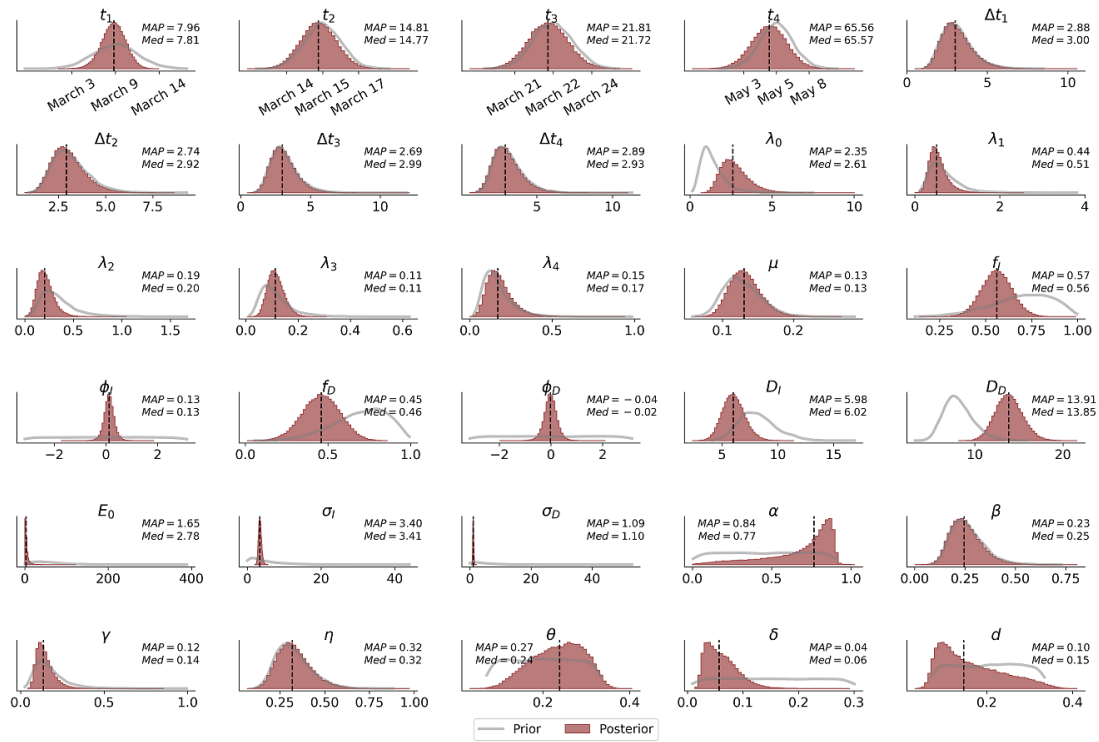 t₁
MAP = 7.96
Med = 7.81
March 3
March 9
March 14
t₂
MAP = 14.81
Med = 14.77
March 14
March 15
March 17
t₃
MAP = 21.81
Med = 21.72
March 21
March 22
March 24
t₄
MAP = 65.56
Med = 65.57
May 3
May 5
May 8
Δt₁
MAP = 2.88
Med = 3.00
0 5 10
Δt₂
MAP = 2.74
Med = 2.92
2.5 5.0 7.5
Δt₃
MAP = 2.69
Med = 2.99
0 5 10
Δt₄
MAP = 2.89
Med = 2.93
5 10
λ₀
MAP = 2.35
Med = 2.61
0 5 10
λ₁
MAP = 0.44
Med = 0.51
0 2 4
λ₂
MAP = 0.19
Med = 0.20
0.0 0.5 1.0 1.5
λ₃
MAP = 0.11
Med = 0.11
0.0 0.2 0.4 0.6
λ₄
MAP = 0.15
Med = 0.17
0.0 0.5 1.0
μ
MAP = 0.13
Med = 0.13
0.1 0.2
f_I
MAP = 0.57
Med = 0.56
0.25 0.50 0.75 1.00
ϕ_I
MAP = 0.13
Med = 0.13
−2 0 2
f_D
MAP = 0.45
Med = 0.46
0.0 0.5 1.0
ϕ_D
MAP = −0.04
Med = −0.02
−2 0 2
D_I
MAP = 5.98
Med = 6.02
5 10 15
D_D
MAP = 13.91
Med = 13.85
10 20
E₀
MAP = 1.65
Med = 2.78
0 200 400
σ_I
MAP = 3.40
Med = 3.41
0 20 40
σ_D
MAP = 1.09
Med = 1.10
0 20 40
α
MAP = 0.84
Med = 0.77
0.0 0.5 1.0
β
MAP = 0.23
Med = 0.25
0.00 0.25 0.50 0.75
γ
MAP = 0.12
Med = 0.14
0.0 0.5 1.0
η
MAP = 0.32
Med = 0.32
0.25 0.50 0.75 1.00
θ
MAP = 0.27
Med = 0.24
0.2 0.4
δ
MAP = 0.04
Med = 0.06
0.0 0.1 0.2 0.3
d
MAP = 0.10
Med = 0.15
0.2 0.4
Prior
Posterior